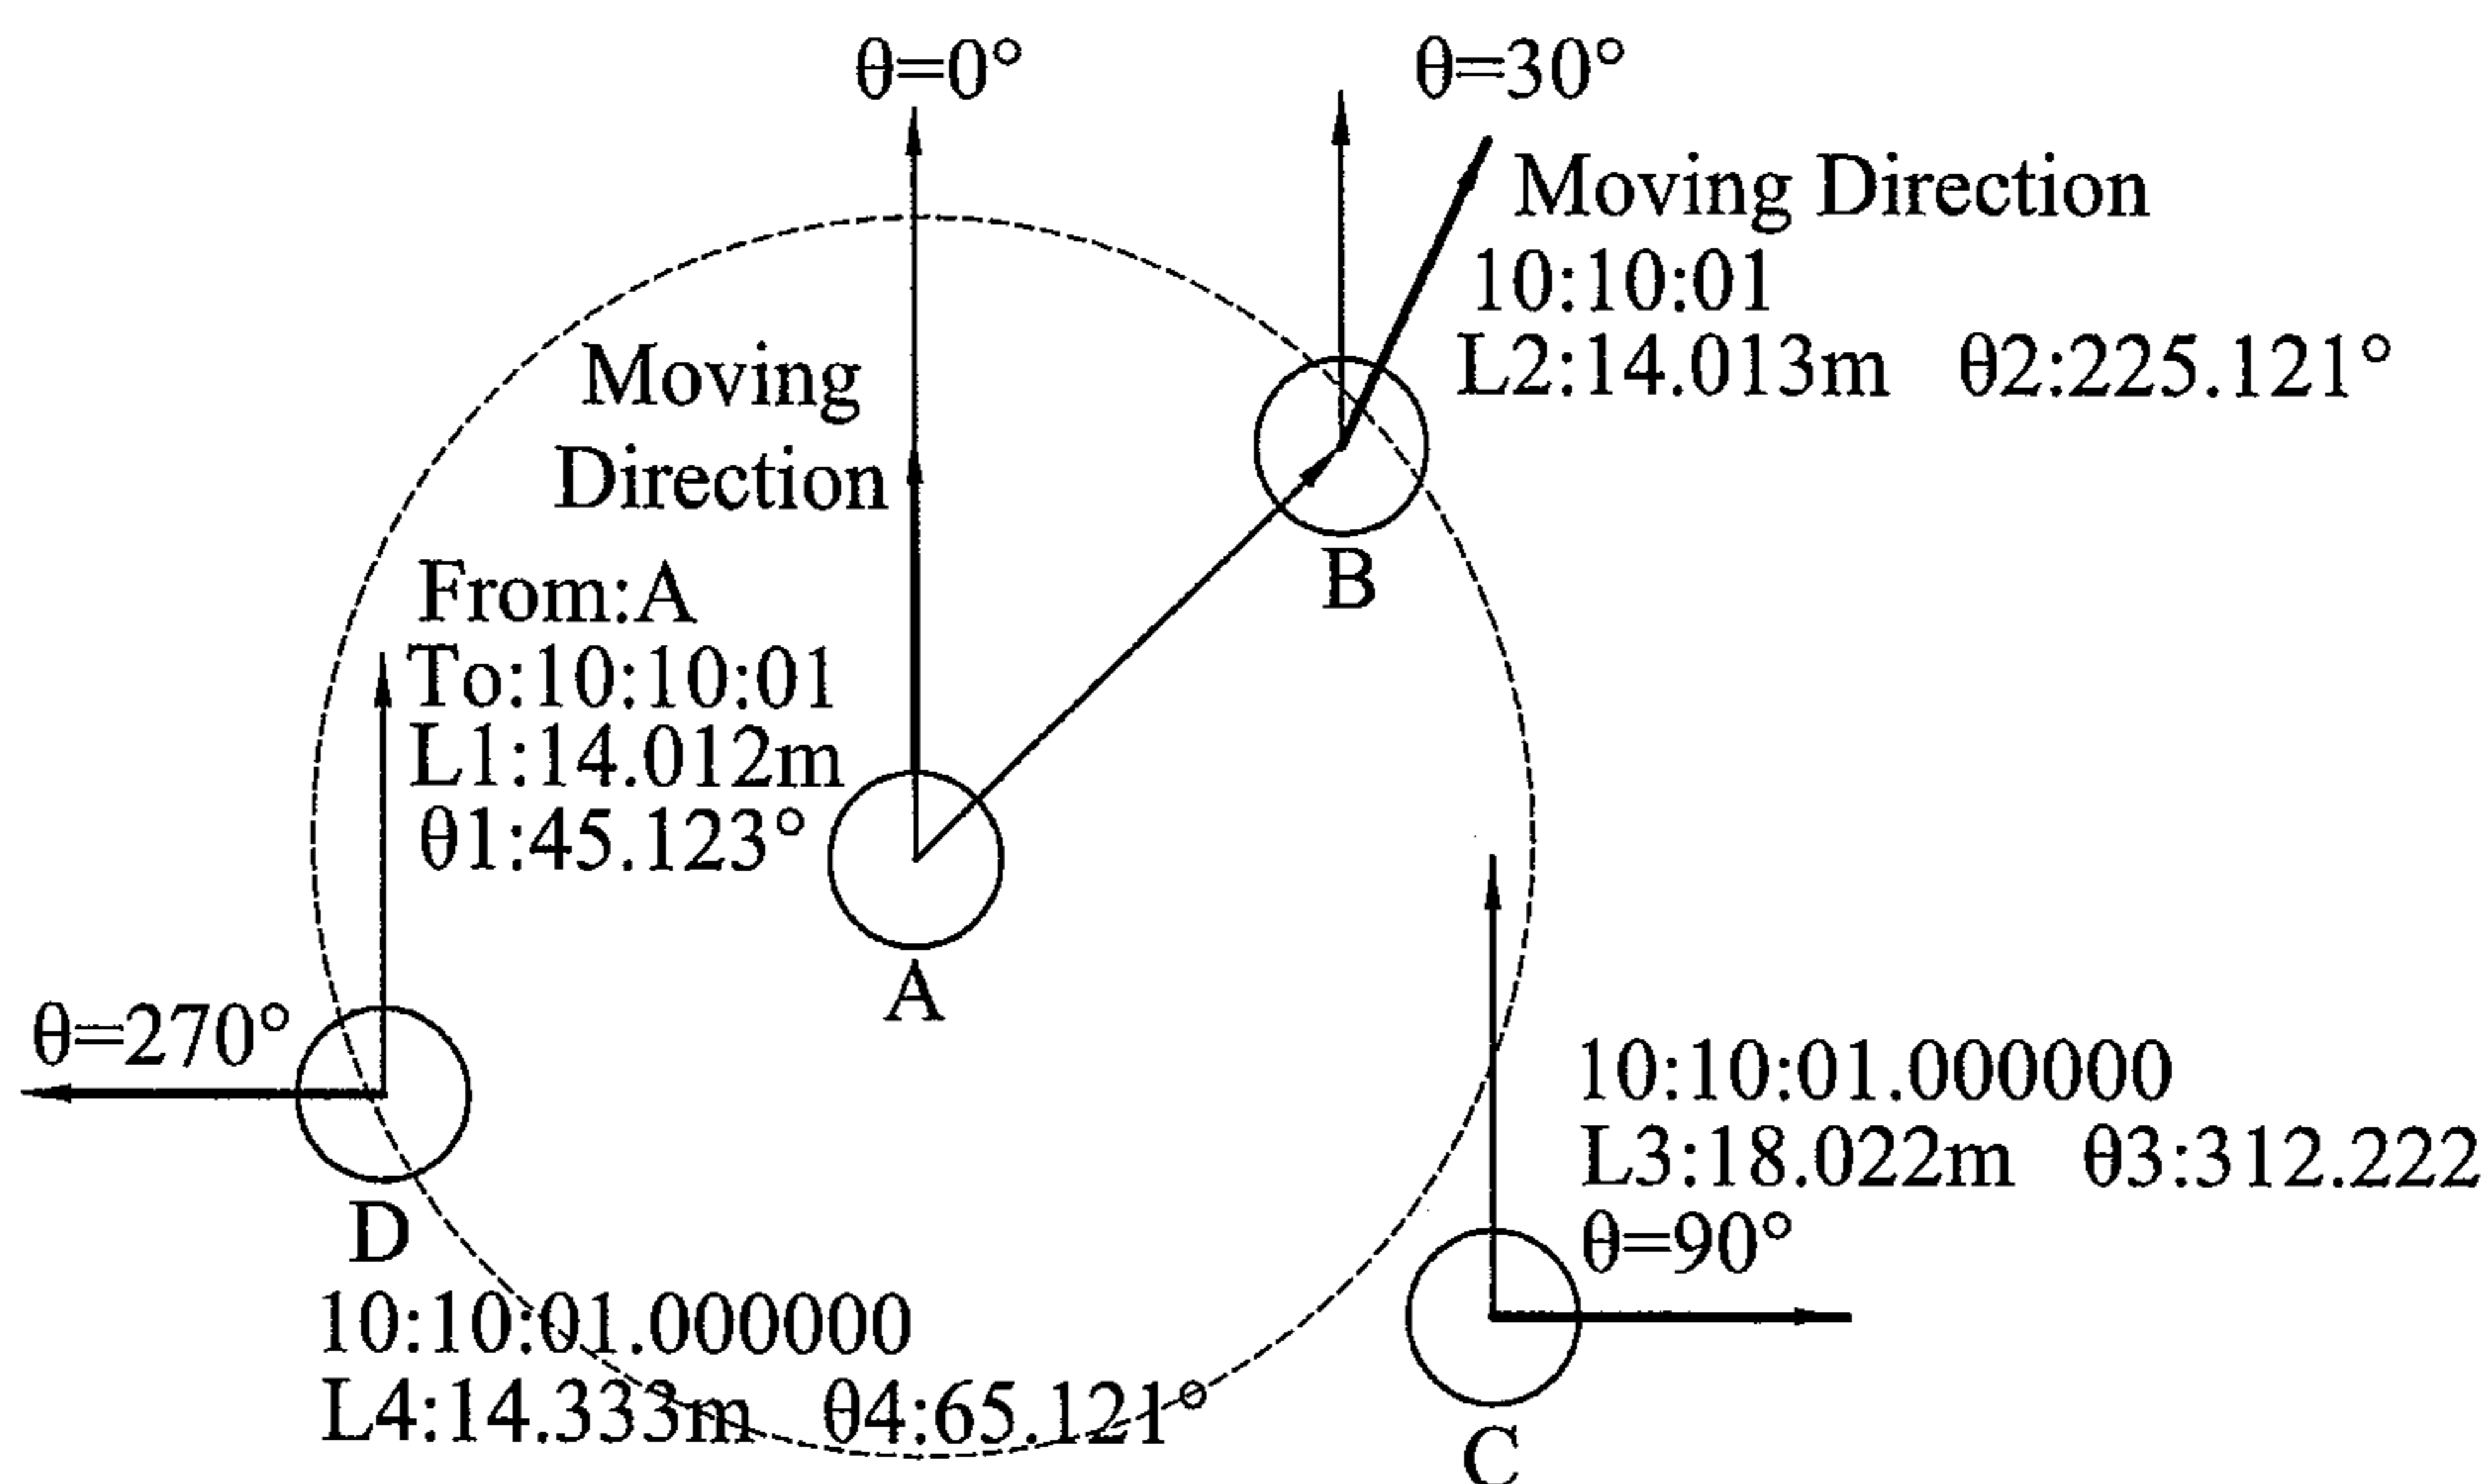 θ=0°
θ=30°
Moving Direction
10:10:01
L2:14.013m θ2:225.121°
Moving
Direction
B
From:A
To:10:10:01
L1:14.012m
θ1:45.123°
A
θ=270°
D
10:10:01.000000
L4:14.333m θ4:65.121°
10:10:01.000000
L3:18.022m θ3:312.222
θ=90°
C